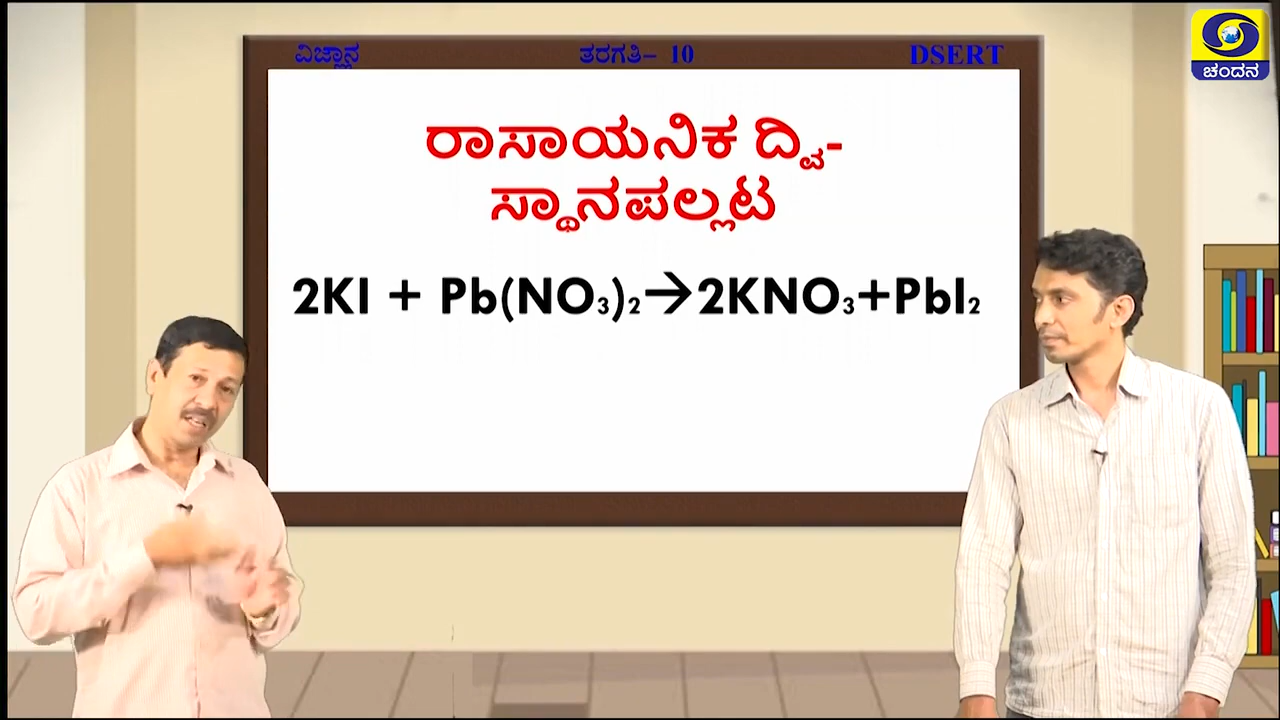 ವಿಜ್ಞಾನ ತರಗತಿ– 10 DSERT
ಚಂದನ
ರಾಸಾಯನಿಕ ದ್ವಿ-
ಸ್ಥಾನಪಲ್ಲಟ
2KI + Pb(NO₃)₂→2KNO₃+PbI₂